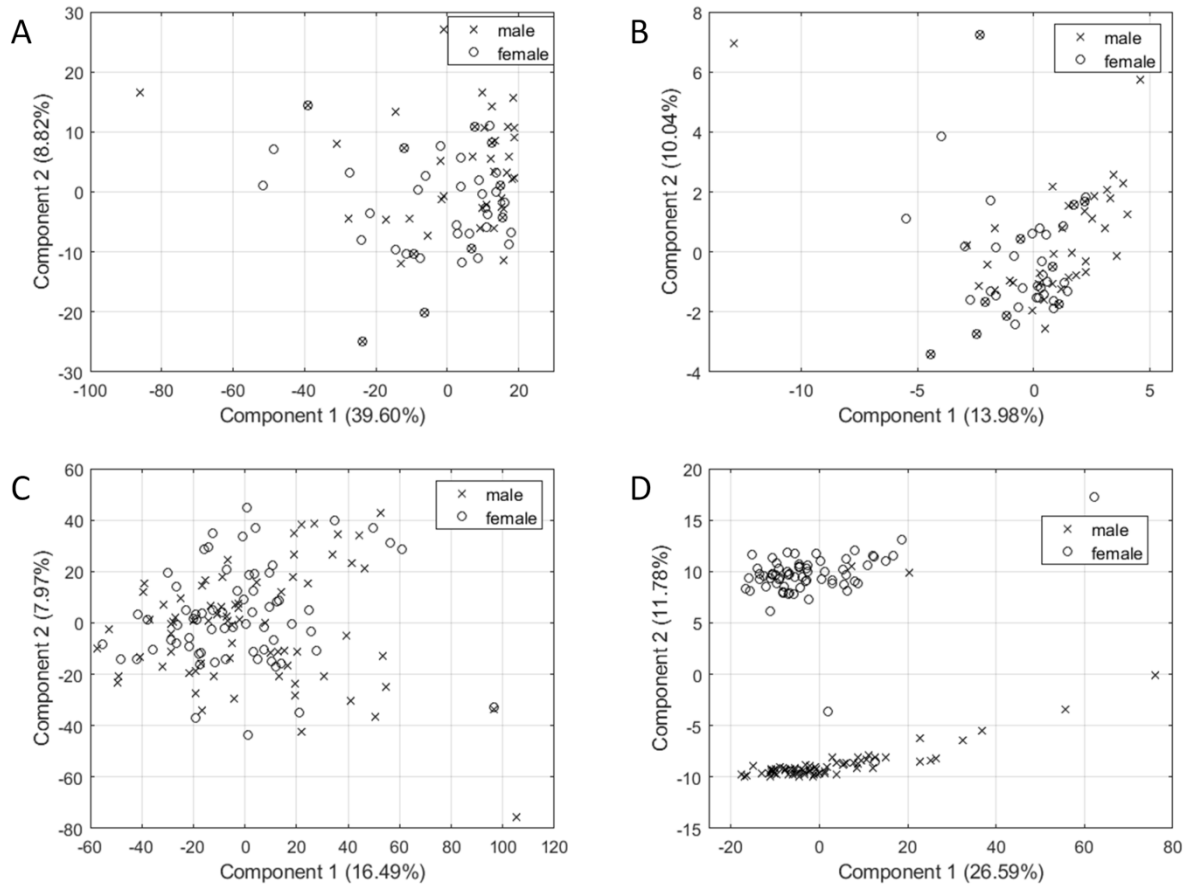 A
30
20
10
0
-10
-20
-30
-100
-80
-60
-40
-20
0
20
Component 2 (8.82%)
Component 1 (39.60%)
male
female
B
8
6
4
2
0
-2
-4
-10
-5
0
5
Component 2 (10.04%)
Component 1 (13.98%)
male
female
C
60
40
20
0
-20
-40
-60
-80
-60
-40
-20
0
20
40
60
80
100
120
Component 2 (7.97%)
Component 1 (16.49%)
male
female
D
20
15
10
5
0
-5
-10
-15
-20
0
20
40
60
80
Component 2 (11.78%)
Component 1 (26.59%)
male
female